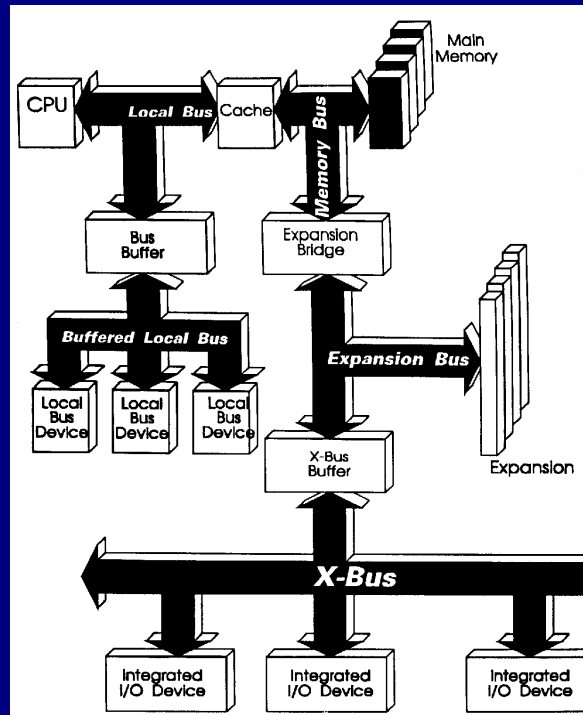 Main
Memory
CPU
Local Bus
Cache
Memory Bus
Bus
Buffer
Expansion
Bridge
Buffered Local Bus
Expansion Bus
Local
Bus
Device
Local
Bus
Device
Local
Bus
Device
X-Bus
Buffer
Expansion
X-Bus
Integrated
I/O Device
Integrated
I/O Device
Integrated
I/O Device